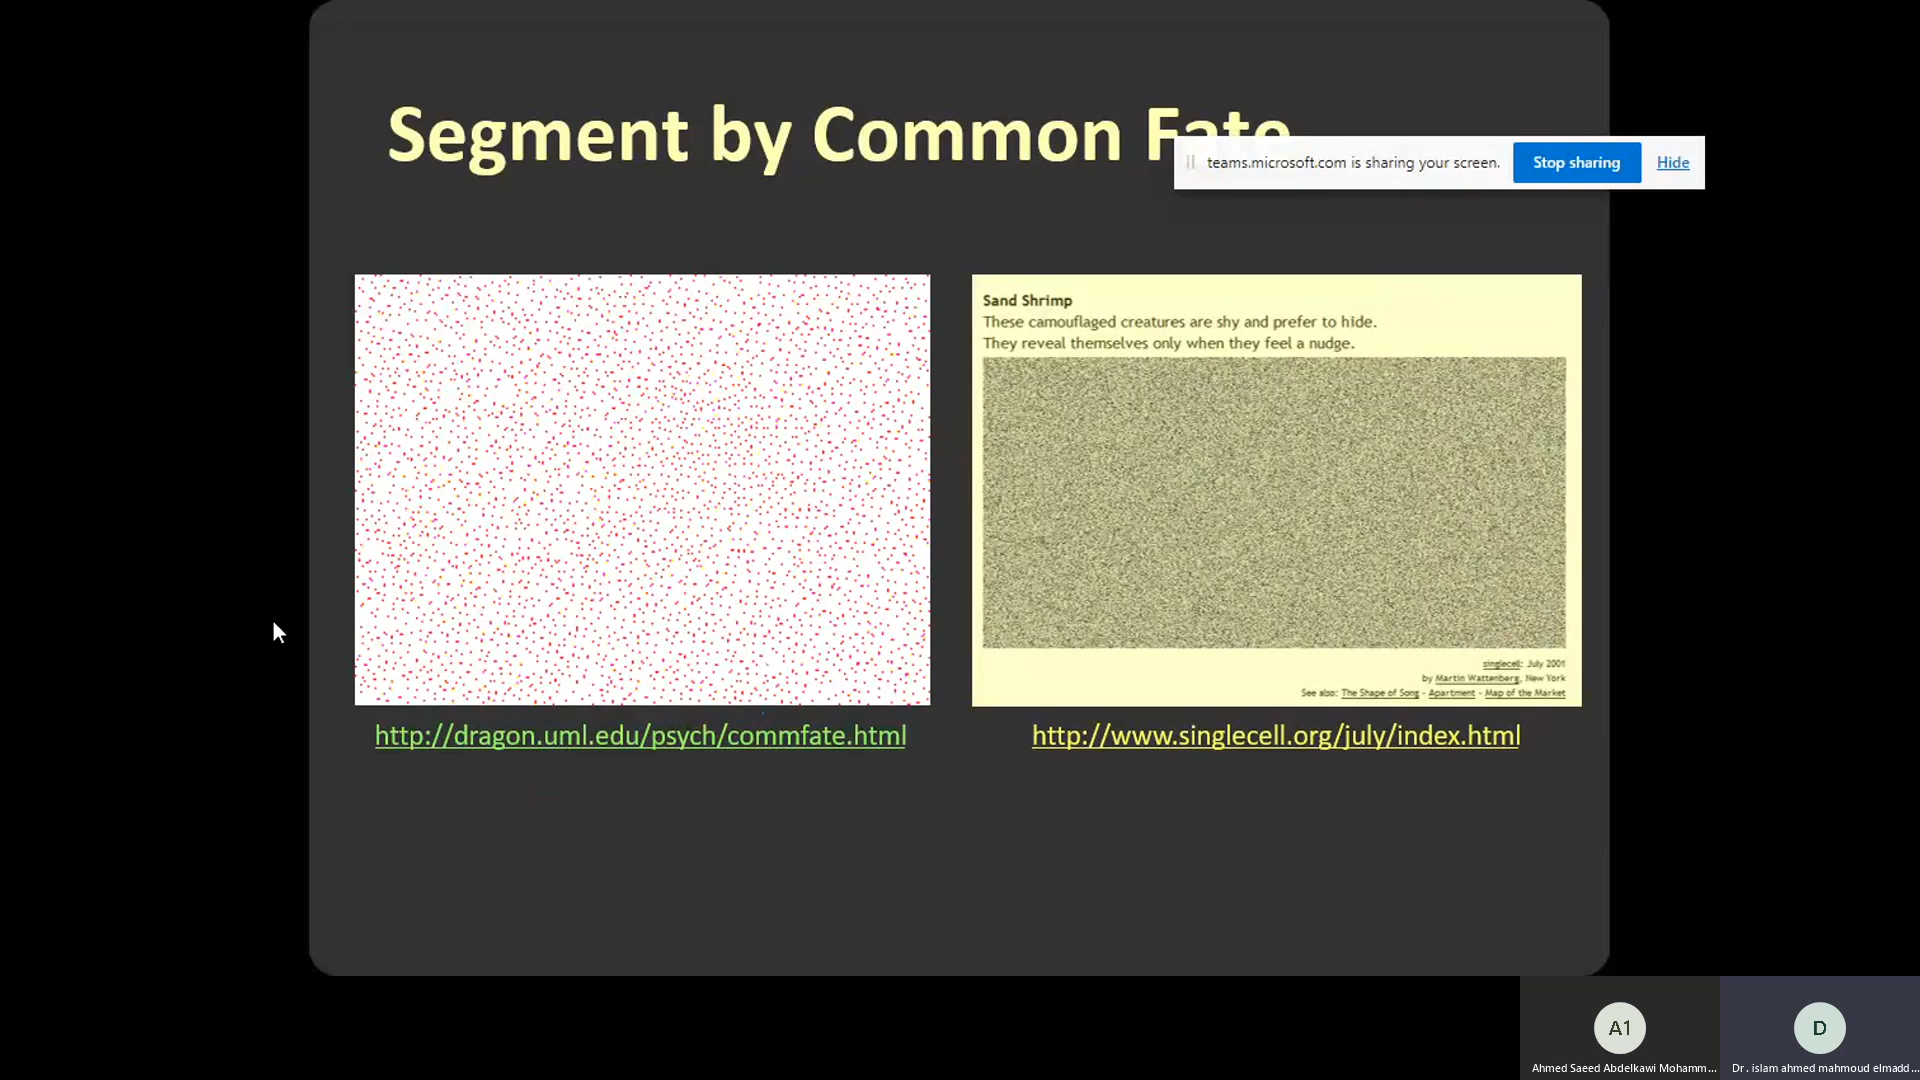 Segment by Common Fate
teams.microsoft.com is sharing your screen.
Stop sharing
Hide
Sand Shrimp
These camouflaged creatures are shy and prefer to hide.
They reveal themselves only when they feel a nudge.
singlecell: July 2001
by Martin Wattenberg, New York
See also: The Shape of Song - Apartment - Map of the Market
http://dragon.uml.edu/psych/commfate.html
http://www.singlecell.org/july/index.html
A1
D
Ahmed Saeed Abdelkawi Mohamm...
Dr. islam ahmed mahmoud elmadd...